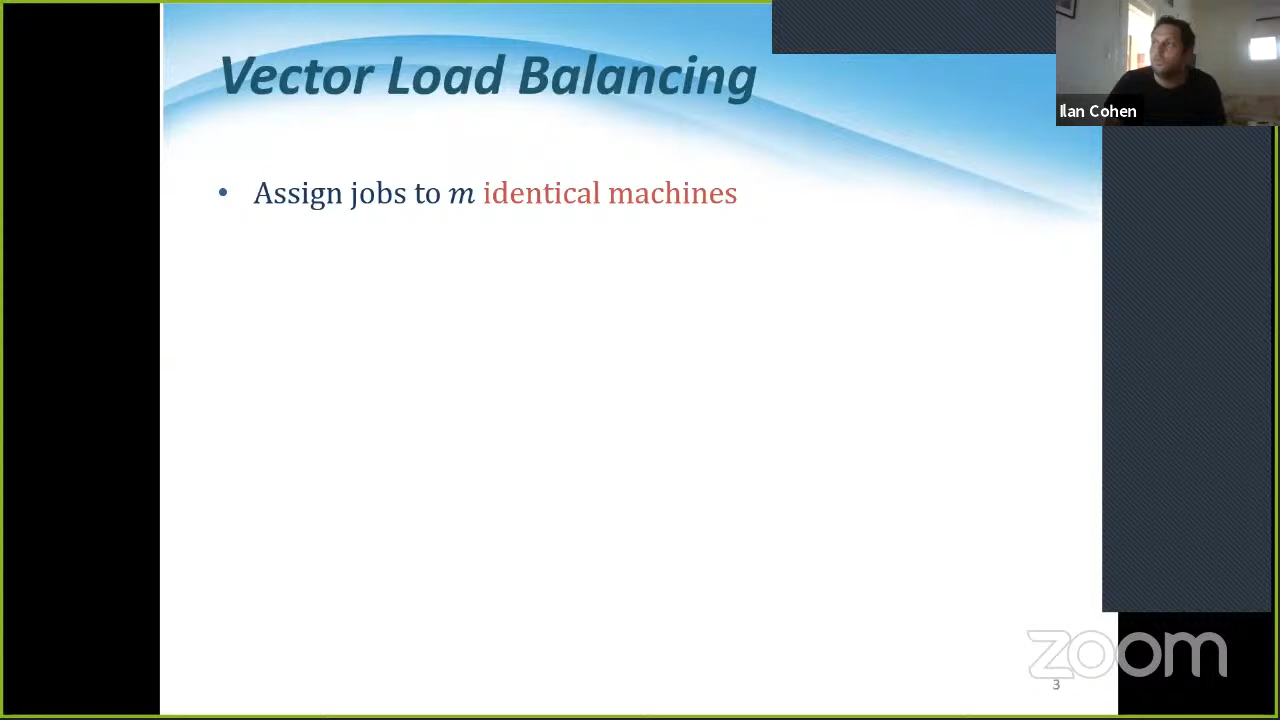 Vector Load Balancing
Ilan Cohen
• Assign jobs to m identical machines
zoom
3